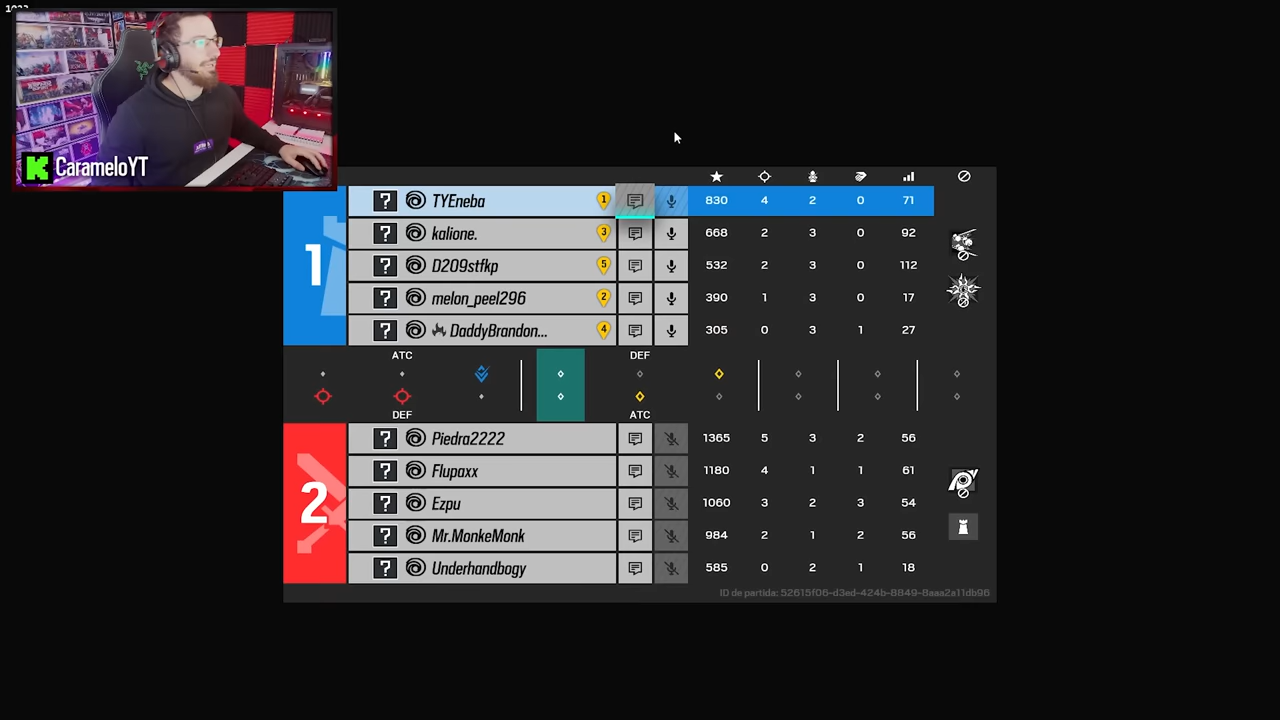 CarameloYT
1 TYEneba 1 830 4 2 0 71
kalione. 3 668 2 3 0 92
D209stfkp 5 532 2 3 0 112
melon_peel296 2 390 1 3 0 17
DaddyBrandon... 4 305 0 3 1 27
ATC DEF
DEF ATC
2 Piedra2222 1365 5 3 2 56
Flupaxx 1180 4 1 1 61
Ezpu 1060 3 2 3 54
Mr.MonkeMonk 984 2 1 2 56
Underhandbogy 585 0 2 1 18
ID de partida: 52615f06-d3ed-424b-8849-8aaa2a11db96